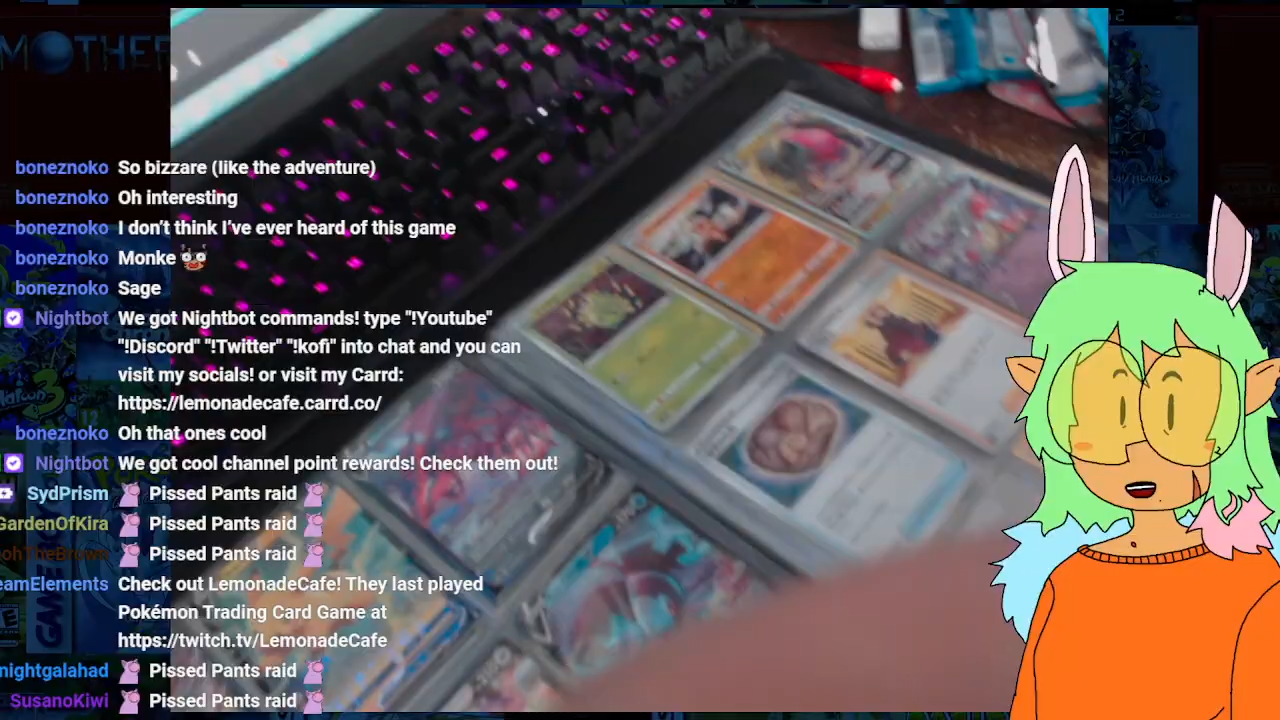 MOTHER
boneznoko So bizzare (like the adventure)
boneznoko Oh interesting
boneznoko I don't think I've ever heard of this game
boneznoko Monke
boneznoko Sage
Nightbot We got Nightbot commands! type "!Youtube"
"!Discord" "!Twitter" "!kofi" into chat and you can
visit my socials! or visit my Carrd:
https://lemonadecafe.carrd.co/
boneznoko Oh that ones cool
Nightbot We got cool channel point rewards! Check them out!
SydPrism Pissed Pants raid
GardenOfKira Pissed Pants raid
ohTheBrown Pissed Pants raid
eamElements Check out LemonadeCafe! They last played
Pokémon Trading Card Game at
https://twitch.tv/LemonadeCafe
nightgalahad Pissed Pants raid
SusanoKiwi Pissed Pants raid
GAME B